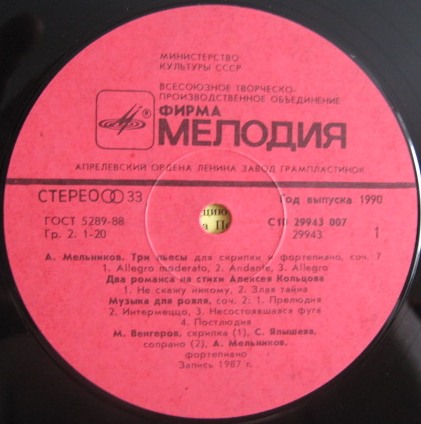 МИНИСТЕРСТВО
КУЛЬТУРЫ СССР
ВСЕСОЮЗНОЕ ТВОРЧЕСКО-
ПРОИЗВОДСТВЕННОЕ ОБЪЕДИНЕНИЕ
ФИРМА
МЕЛОДИЯ
АПРЕЛЕВСКИЙ ОРДЕНА ЛЕНИНА ЗАВОД ГРАМПЛАСТИНОК
СТЕРЕО 33 Год выпуска 1990
ГОСТ 5289-88 С10 29943 007
Гр. 2. 1-20 29943 1
А. Мельников. Три пьесы для скрипки и фортепиано, соч. 7
1. Allegro moderato, 2. Andante, 3. Allegro
Два романса на стихи Алексея Кольцова
1. Не скажу никому, 2. Злая тайна
Музыка для рояля, соч. 2: 1. Прелюдия
2. Интермеццо, 3. Несостоявшаяся фуга
4. Постлюдия
М. Венгеров, скрипка (1), С. Ялышева,
сопрано (2), А. Мельников,
фортепиано
Запись 1987 г.